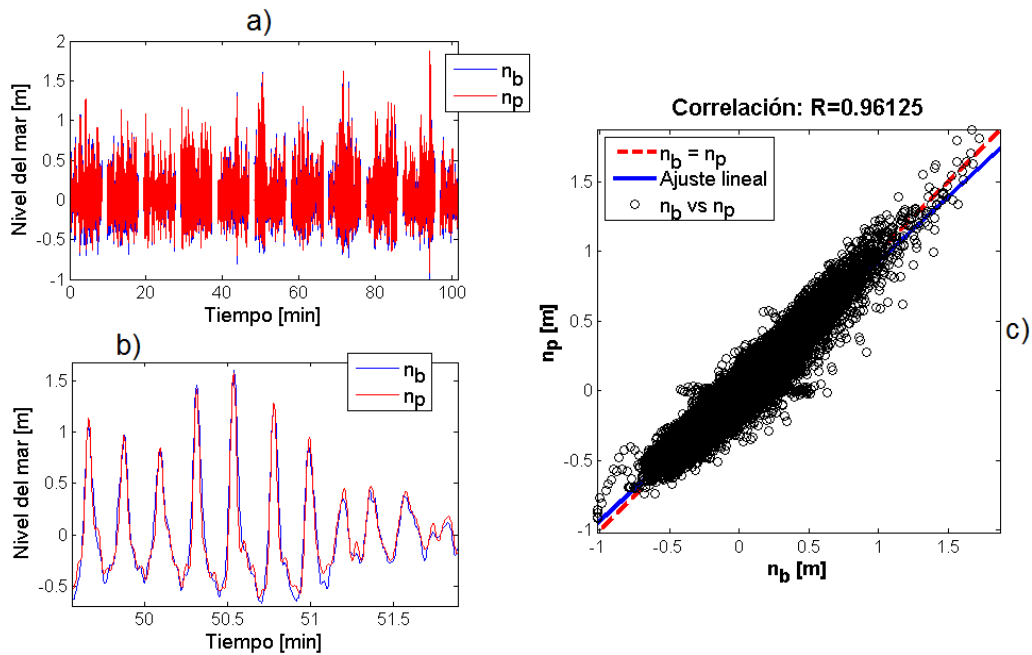 a)
2
1.5
1
0.5
0
-0.5
-1
Nivel del mar [m]
0 20 40 60 80 100
Tiempo [min]
n_b
n_p
b)
1.5
1
0.5
0
-0.5
Nivel del mar [m]
50 50.5 51 51.5
Tiempo [min]
n_b
n_p
Correlación: R=0.96125
n_b = n_p
Ajuste lineal
n_b vs n_p
1.5
1
0.5
0
-0.5
-1
n_p [m]
-1 -0.5 0 0.5 1 1.5
n_b [m]
c)